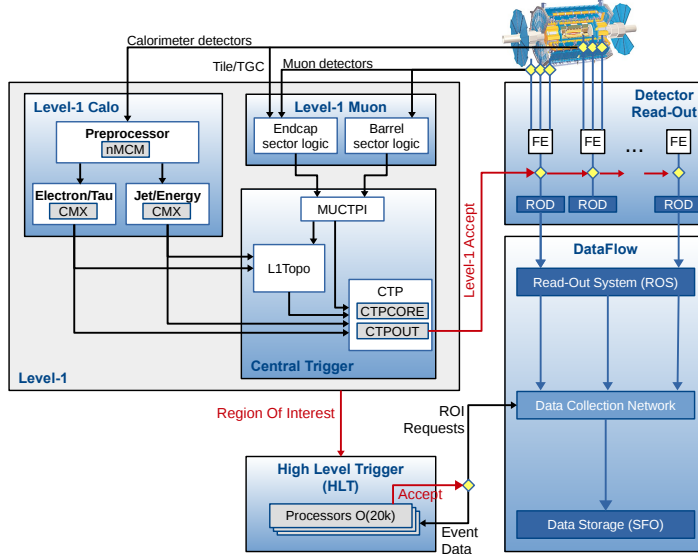 Calorimeter detectors
Tile/TGC
Muon detectors
Level-1 Calo
Preprocessor
nMCM
Electron/Tau
CMX
Jet/Energy
CMX
Level-1 Muon
Endcap
sector logic
Barrel
sector logic
MUCTPI
L1Topo
CTP
CTPCORE
CTPOUT
Central Trigger
Level-1
Level-1 Accept
Detector
Read-Out
FE
FE
...
FE
ROD
ROD
ROD
DataFlow
Read-Out System (ROS)
Data Collection Network
Data Storage (SFO)
Region Of Interest
ROI
Requests
High Level Trigger
(HLT)
Accept
Processors O(20k)
Event
Data